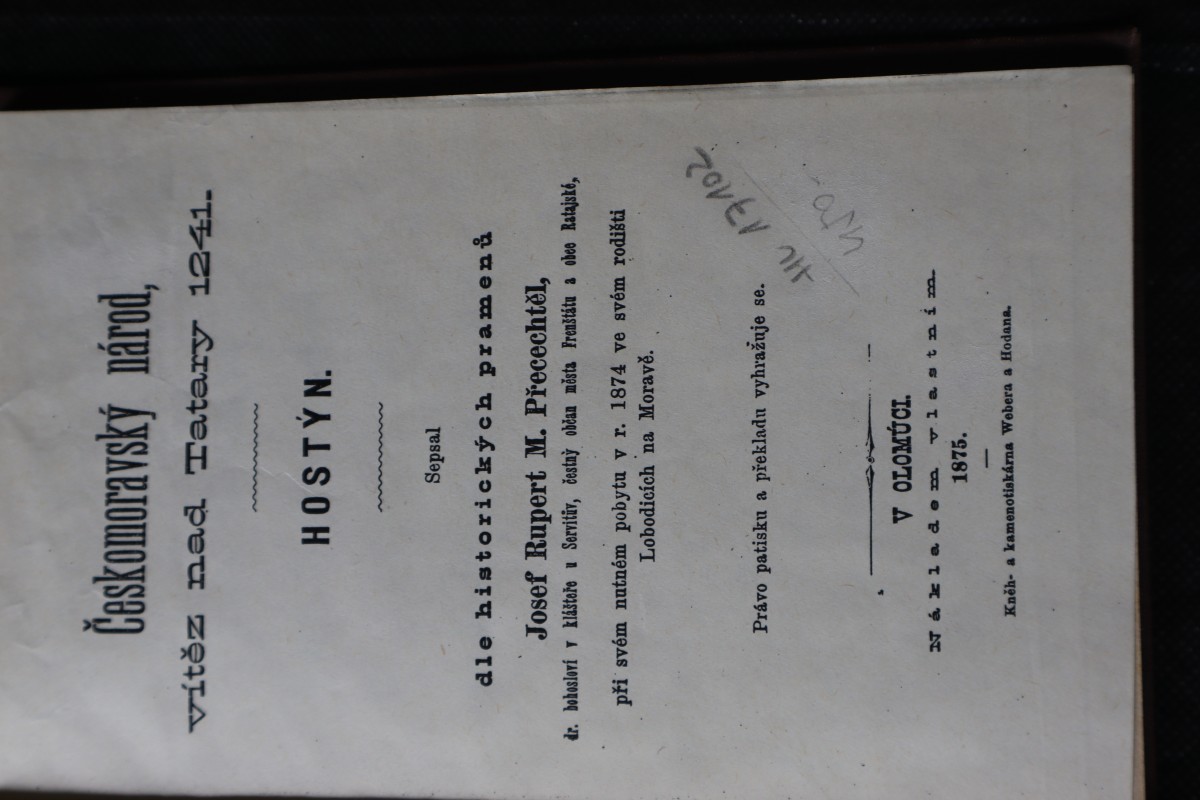 Českomoravský národ,
vítěz nad Tatary 1241.
HOSTÝN.
Sepsal
dle historických pramenů
Josef Rupert M. Přecechtěl,
dr. bohosloví v klášteře u Servitův, čestný občan města Frenštátu a obce Ratajské,
při svém nutném pobytu v r. 1874 ve svém rodišti
Lobodicích na Moravě.
17102
Právo patisku a překladu vyhražuje se.
V OLOMÚCI.
Nákladem vlastním.
1875.
Kněh- a kamenotiskárna Webera a Hodana.